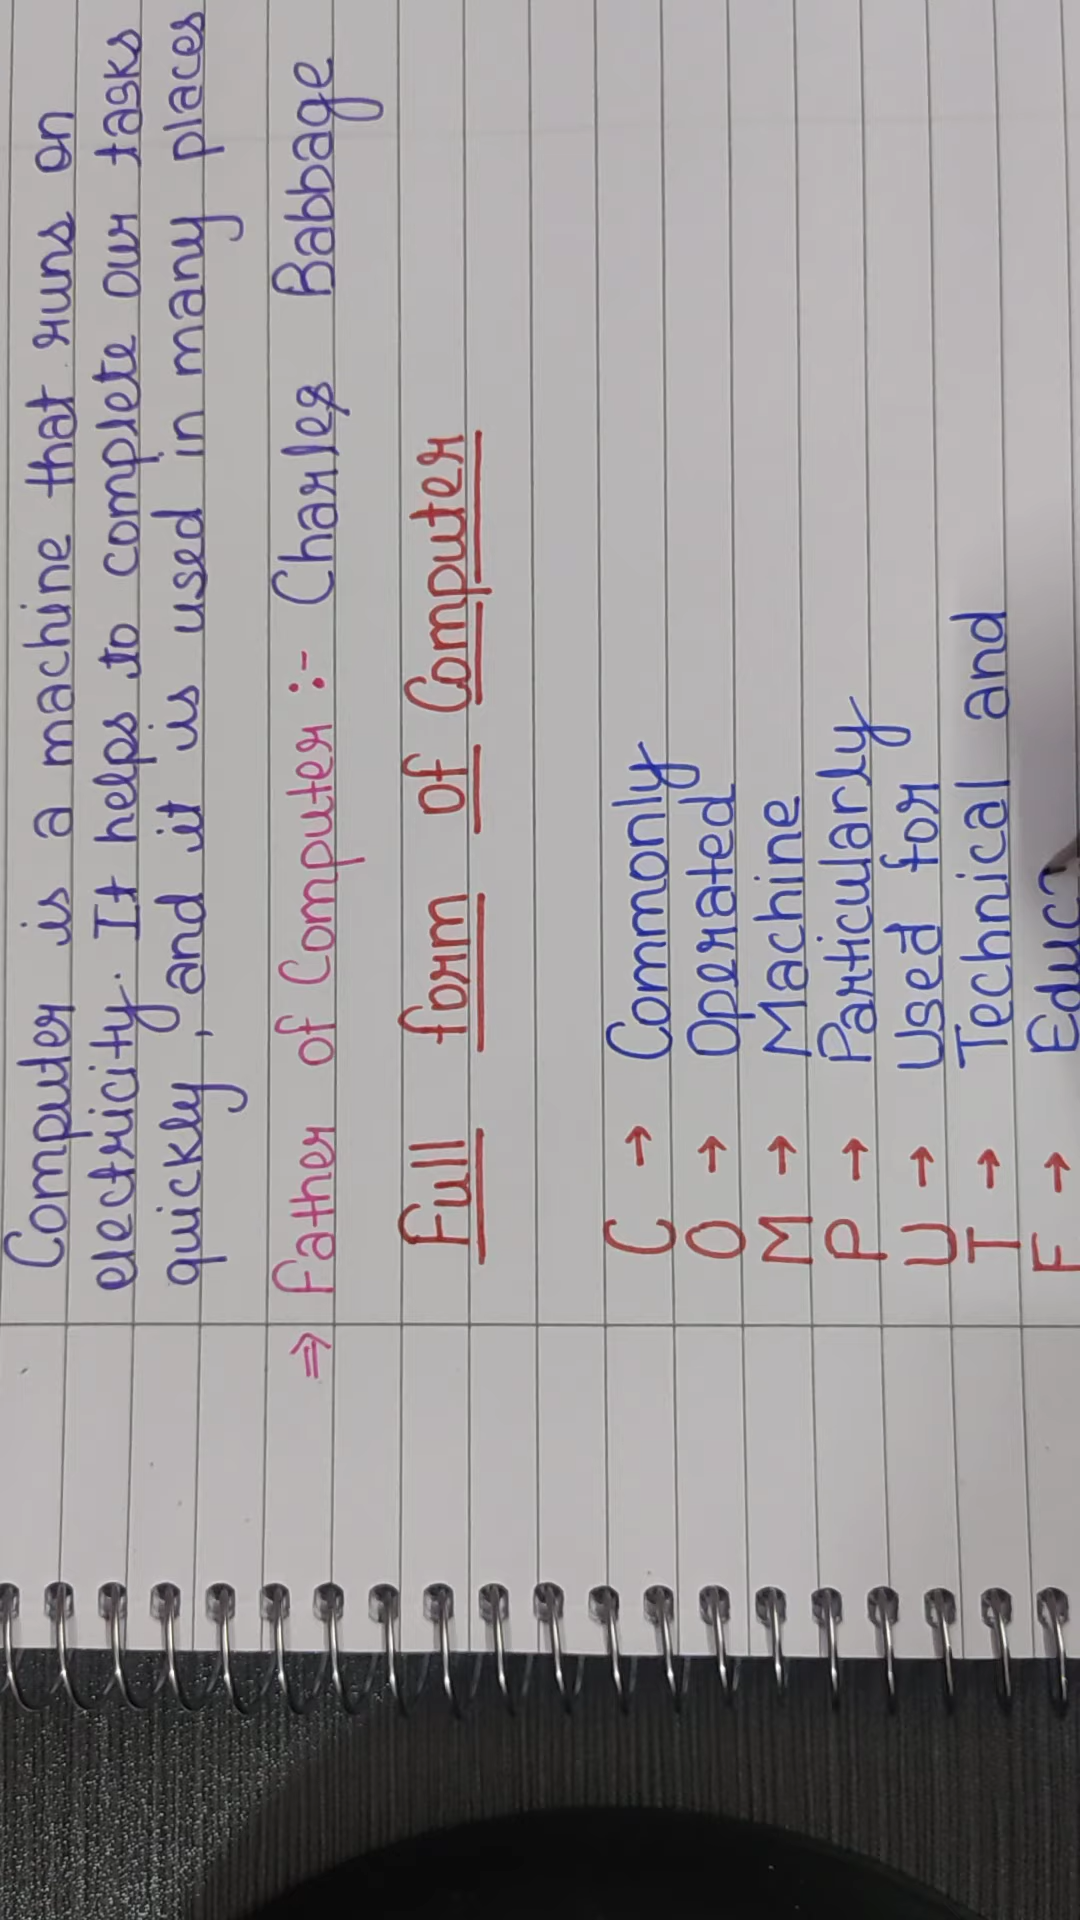 Computer is a machine that runs on
electricity. It helps to complete our tasks
quickly, and it is used in many places
⇒ Father of Computer :- Charles Babbage
Full form of Computer
C → Commonly
O → Operated
M → Machine
P → Particularly
U → Used for
T → Technical and
E →